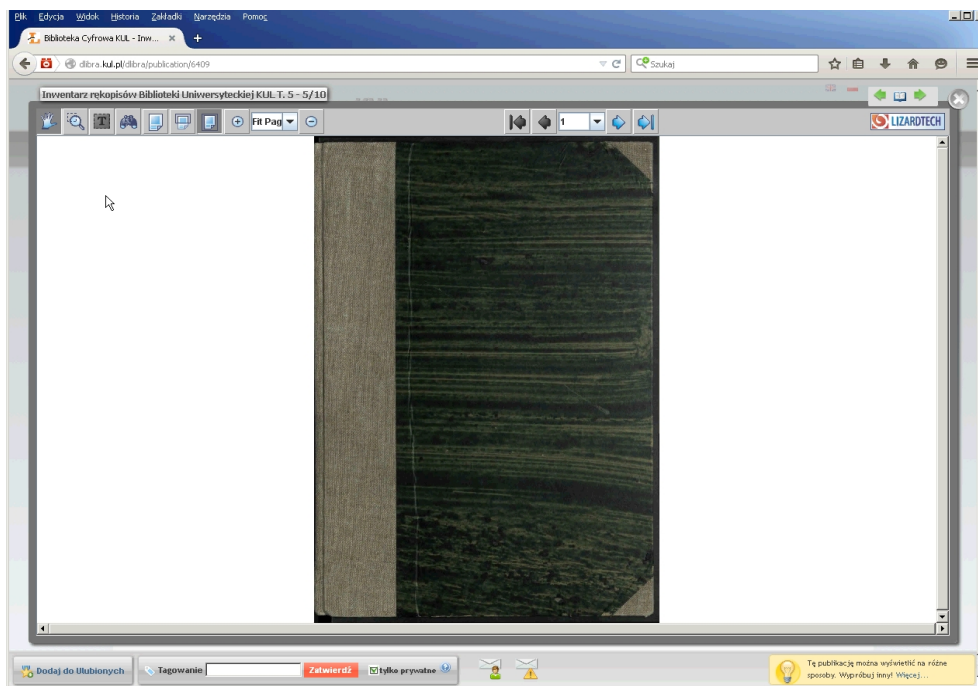 Plik Edycja Widok Historia Zakładki Narzędzia Pomoc
Biblioteka Cyfrowa KUL - Inw... × +
dlibra.kul.pl/dlibra/publication/6409
Szukaj
Inwentarz rękopisów Biblioteki Uniwersyteckiej KUL T. 5 - 5/10
T Fit Pag 1 LIZARDTECH
Dodaj do Ulubionych Tagowanie Zatwierdź tylko prywatne
Tę publikację można wyświetlić na różne
sposoby. Wypróbuj inny! Więcej...